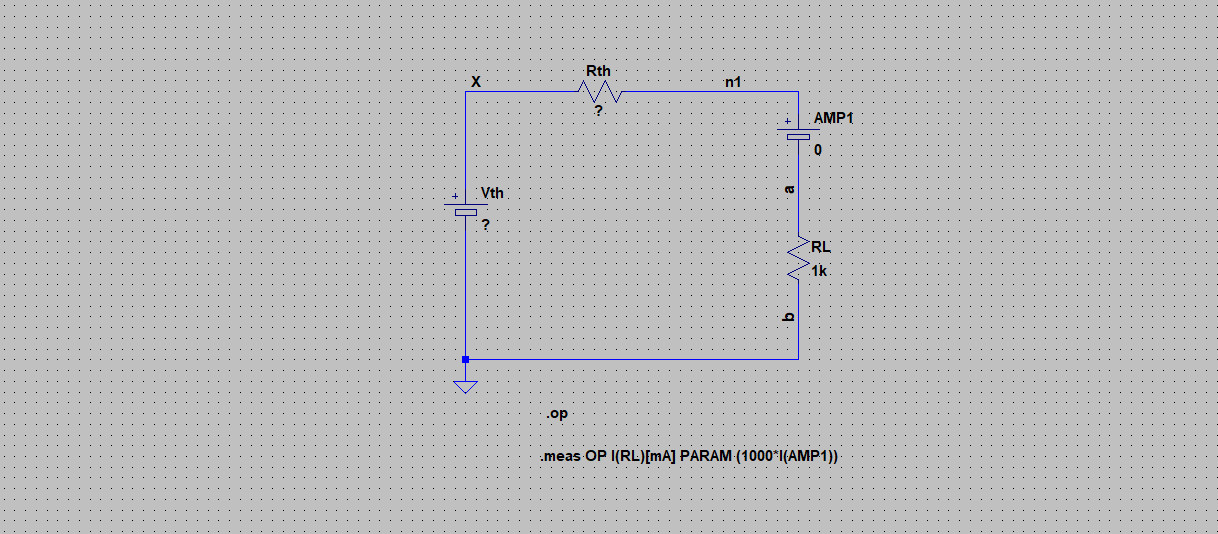 Rth
X
n1
?
AMP1
0
a
Vth
?
RL
1k
b
.op
.meas OP I(RL)[mA] PARAM (1000*I(AMP1))